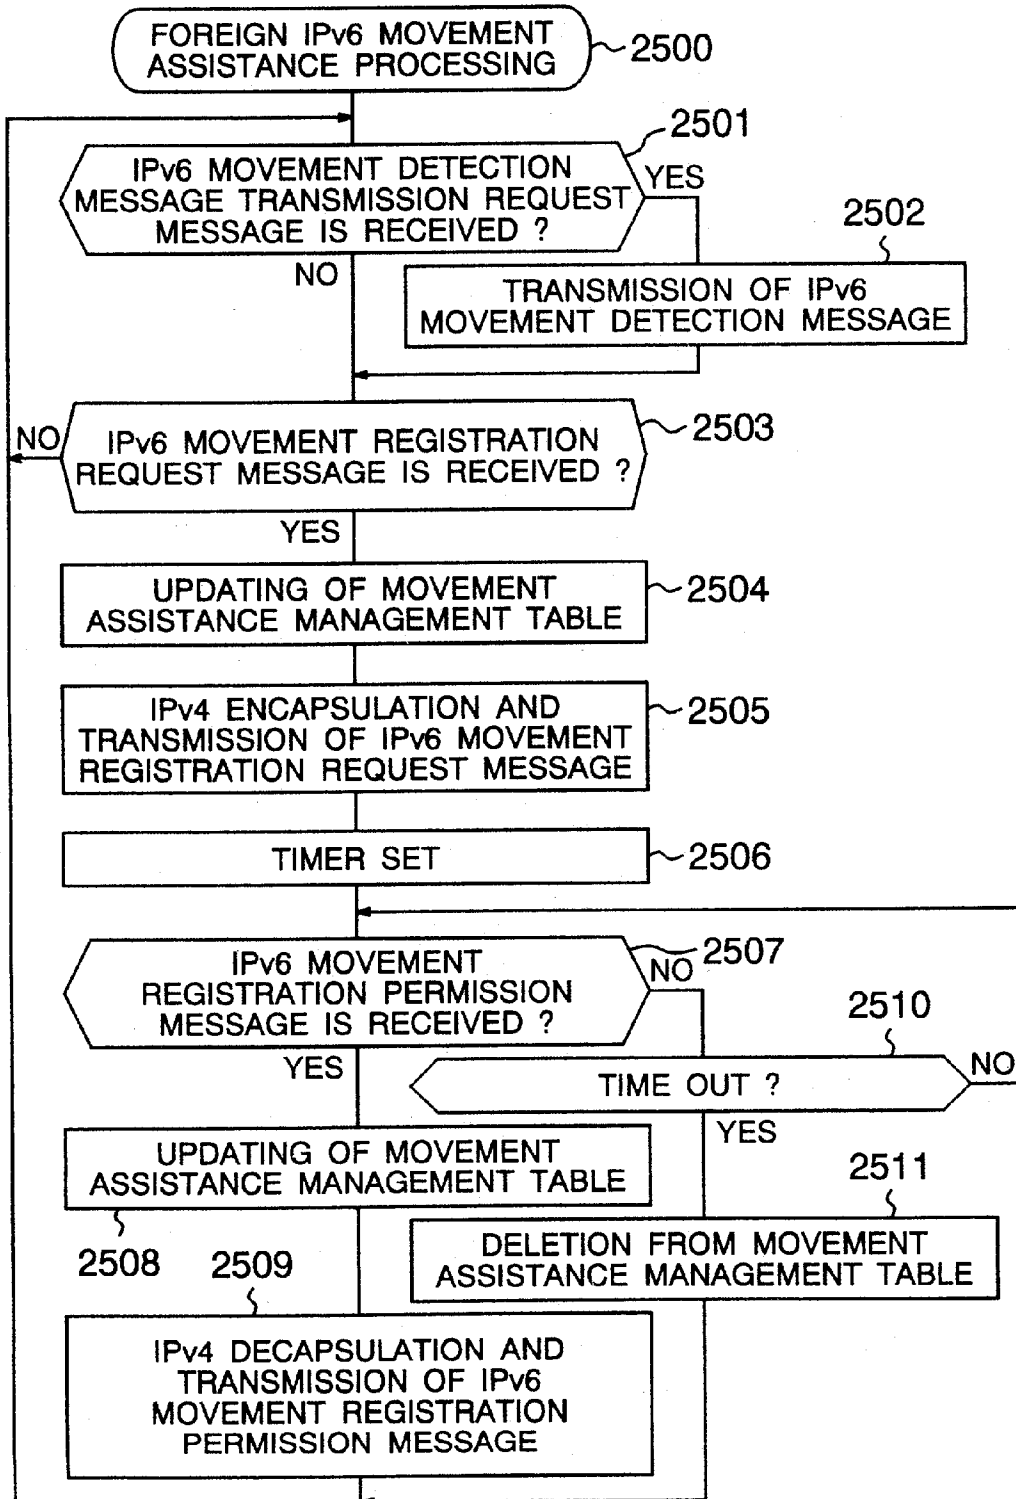 FOREIGN IPv6 MOVEMENT
ASSISTANCE PROCESSING
2500
2501
IPv6 MOVEMENT DETECTION
MESSAGE TRANSMISSION REQUEST
MESSAGE IS RECEIVED ?
YES
NO
2502
TRANSMISSION OF IPv6
MOVEMENT DETECTION MESSAGE
2503
NO
IPv6 MOVEMENT REGISTRATION
REQUEST MESSAGE IS RECEIVED ?
YES
UPDATING OF MOVEMENT
ASSISTANCE MANAGEMENT TABLE
2504
IPv4 ENCAPSULATION AND
TRANSMISSION OF IPv6 MOVEMENT
REGISTRATION REQUEST MESSAGE
2505
TIMER SET
2506
IPv6 MOVEMENT
REGISTRATION PERMISSION
MESSAGE IS RECEIVED ?
2507
NO
YES
2510
TIME OUT ?
NO
YES
UPDATING OF MOVEMENT
ASSISTANCE MANAGEMENT TABLE
2508
2511
DELETION FROM MOVEMENT
ASSISTANCE MANAGEMENT TABLE
2509
IPv4 DECAPSULATION AND
TRANSMISSION OF IPv6
MOVEMENT REGISTRATION
PERMISSION MESSAGE